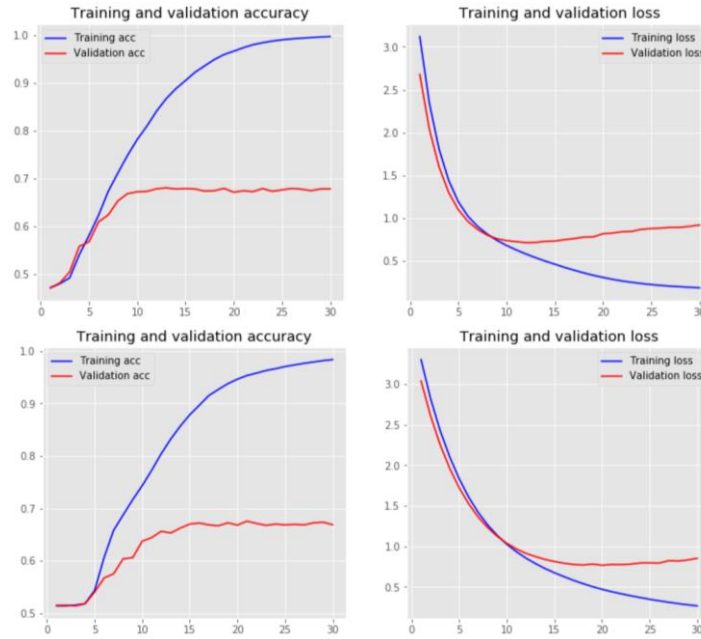 Training and validation accuracy
Training acc
Validation acc
1.0
0.9
0.8
0.7
0.6
0.5
0 5 10 15 20 25 30
Training and validation loss
Training loss
Validation loss
3.0
2.5
2.0
1.5
1.0
0.5
0 5 10 15 20 25 30
Training and validation accuracy
Training acc
Validation acc
1.0
0.9
0.8
0.7
0.6
0.5
0 5 10 15 20 25 30
Training and validation loss
Training loss
Validation loss
3.0
2.5
2.0
1.5
1.0
0.5
0 5 10 15 20 25 30